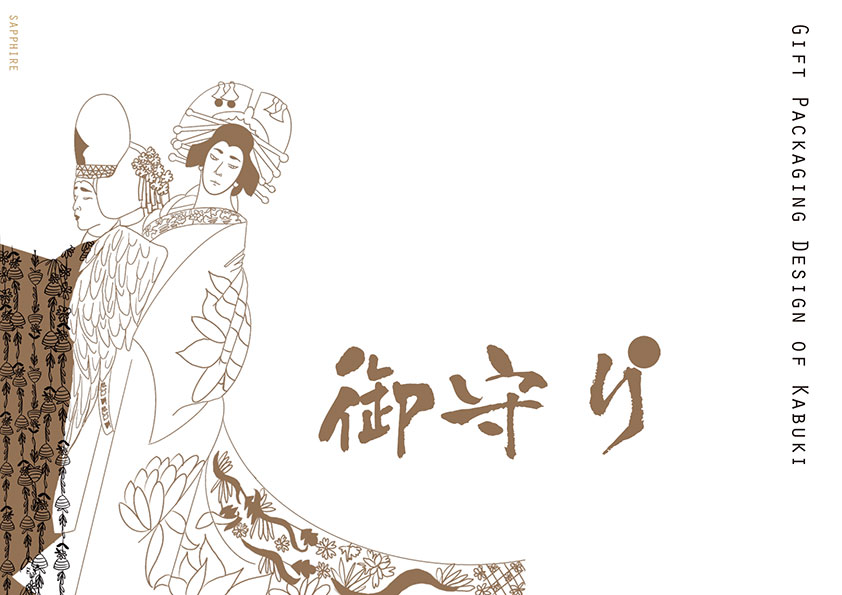 SAPPHIRE
GIFT PACKAGING DESIGN OF KABUKI
御守り